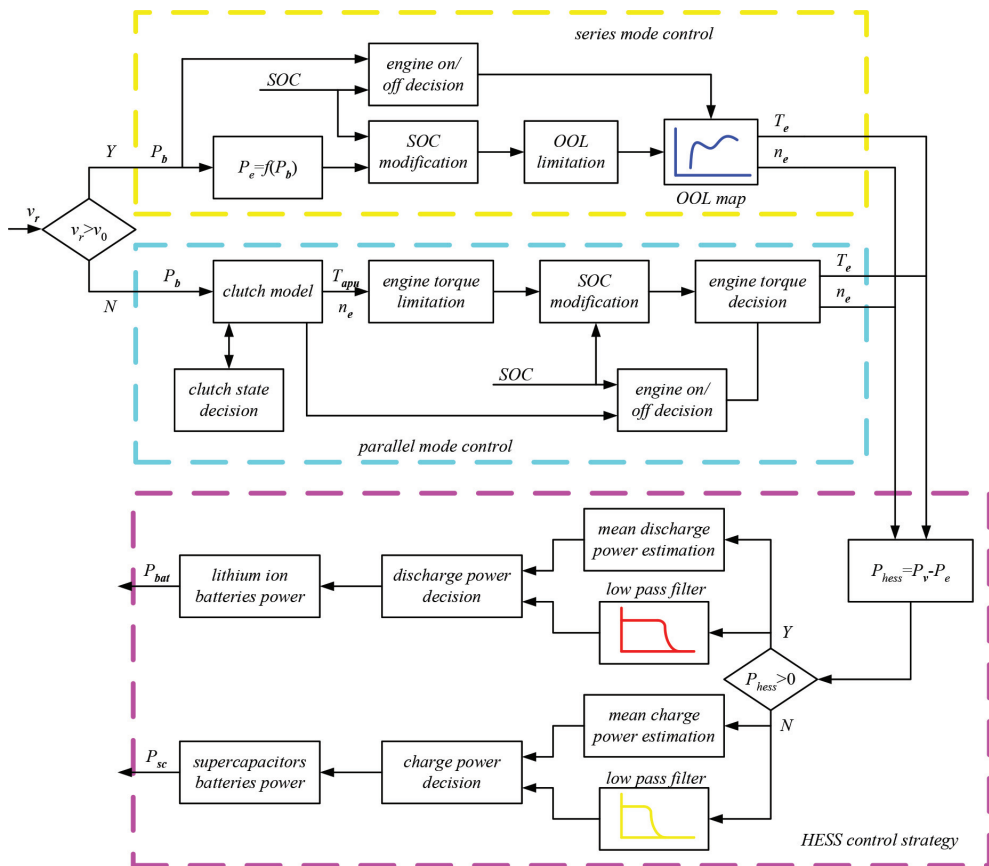 series mode control
engine on/
off decision
SOC
T_e
Y
P_b
P_e=f(P_b)
SOC
modification
OOL
limitation
n_e
OOL map
v_r
v_r>v_0
N
P_b
clutch model
T_apu
n_e
engine torque
limitation
SOC
modification
engine torque
decision
T_e
n_e
clutch state
decision
SOC
engine on/
off decision
parallel mode control
mean discharge
power estimation
P_bat
lithium ion
batteries power
discharge power
decision
low pass filter
Y
P_hess=P_v-P_e
P_hess>0
N
mean charge
power estimation
P_sc
supercapacitors
batteries power
charge power
decision
low pass filter
HESS control strategy